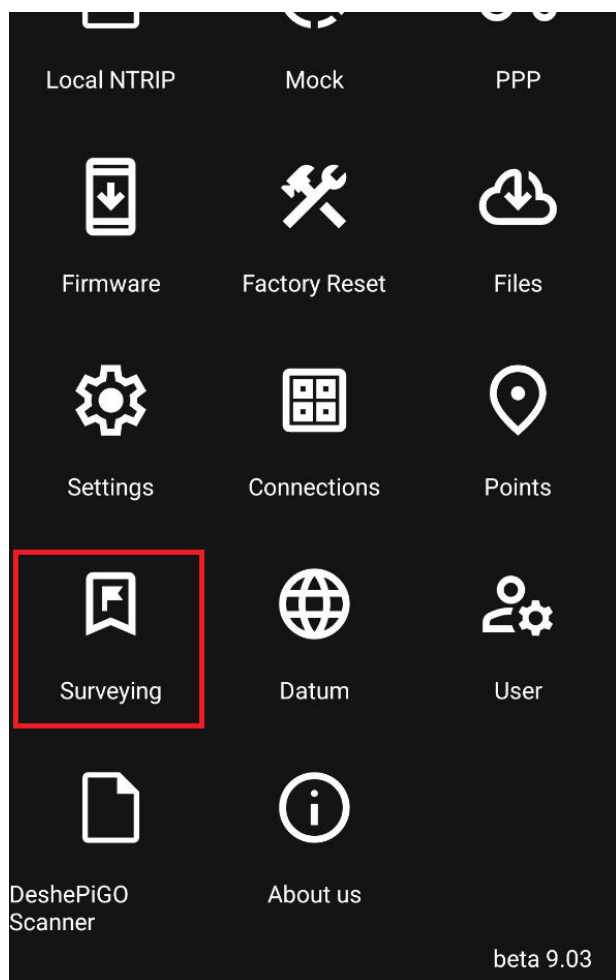 Local NTRIP
Mock
PPP
Firmware
Factory Reset
Files
Settings
Connections
Points
Surveying
Datum
User
DeshePiGO
Scanner
About us
beta 9.03